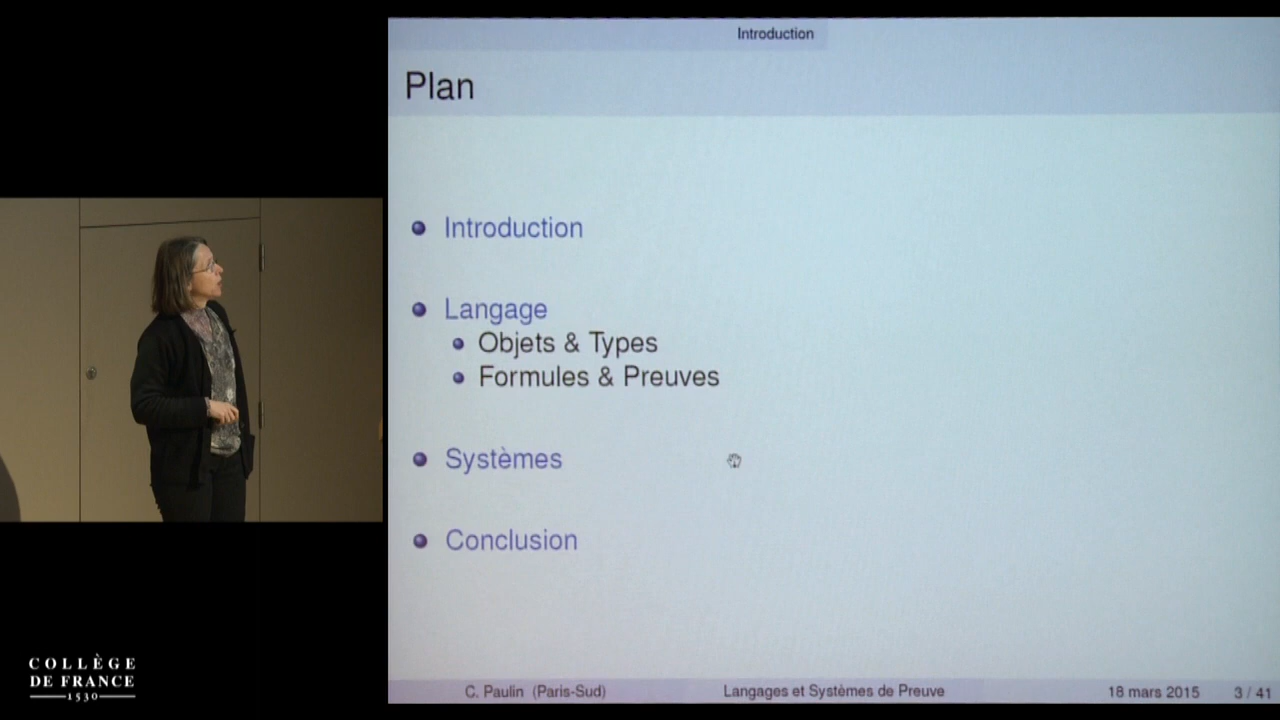 Introduction
Plan
Introduction
Langage
Objets & Types
Formules & Preuves
Systèmes
Conclusion
C. Paulin (Paris-Sud) Langages et Systèmes de Preuve 18 mars 2015 3 / 41
COLLÈGE
DE FRANCE
1530